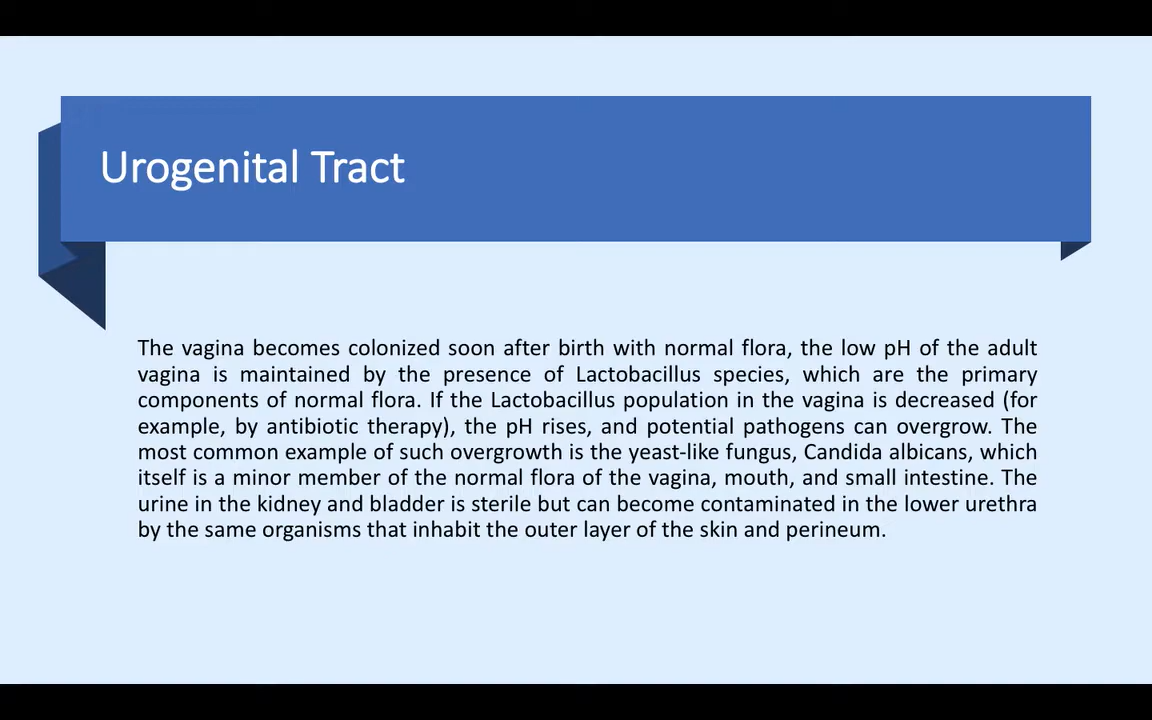 Urogenital Tract
The vagina becomes colonized soon after birth with normal flora, the low pH of the adult
vagina is maintained by the presence of Lactobacillus species, which are the primary
components of normal flora. If the Lactobacillus population in the vagina is decreased (for
example, by antibiotic therapy), the pH rises, and potential pathogens can overgrow. The
most common example of such overgrowth is the yeast-like fungus, Candida albicans, which
itself is a minor member of the normal flora of the vagina, mouth, and small intestine. The
urine in the kidney and bladder is sterile but can become contaminated in the lower urethra
by the same organisms that inhabit the outer layer of the skin and perineum.